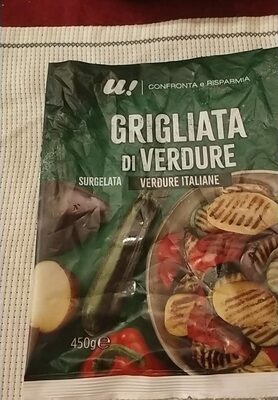 u! CONFRONTA e RISPARMIA
GRIGLIATA
DI VERDURE
SURGELATA VERDURE ITALIANE
450g℮